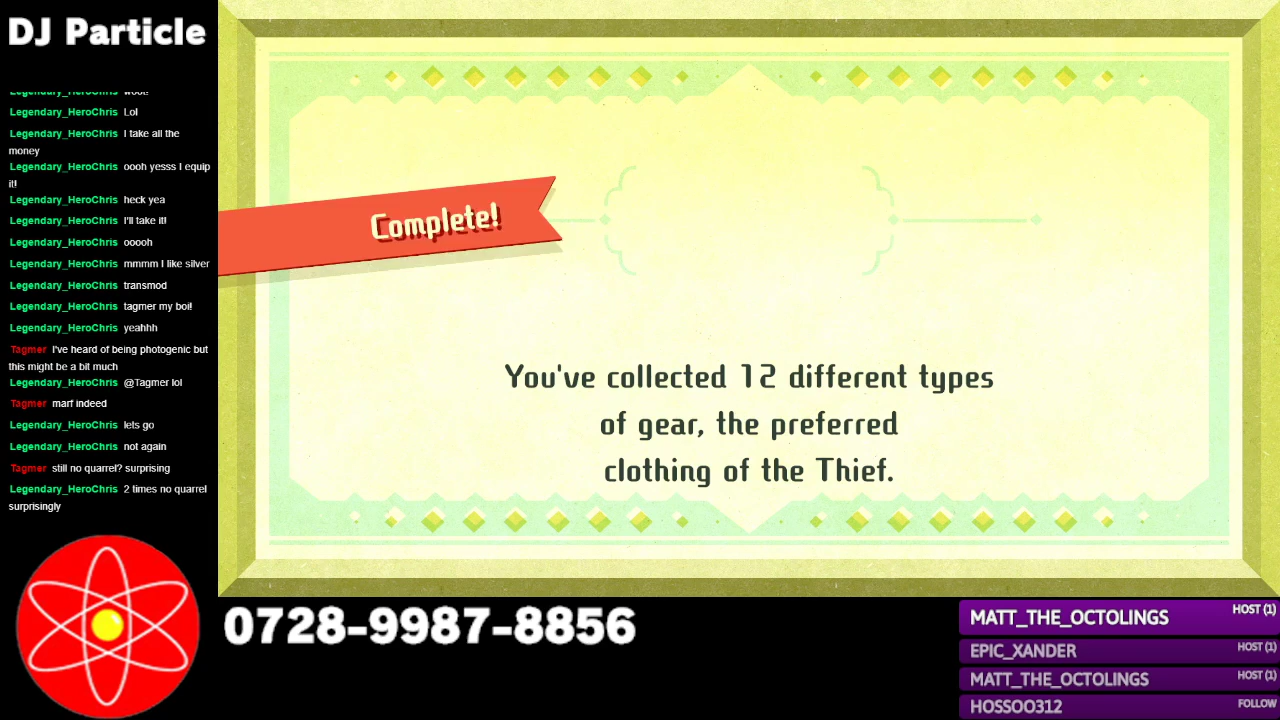 DJ Particle
Legendary_HeroChris woot!
Legendary_HeroChris Lol
Legendary_HeroChris I take all the
money
Legendary_HeroChris oooh yesss I equip
it!
Legendary_HeroChris heck yea
Legendary_HeroChris I'll take it!
Legendary_HeroChris ooooh
Legendary_HeroChris mmmm I like silver
Legendary_HeroChris transmod
Legendary_HeroChris tagmer my boi!
Legendary_HeroChris yeahhh
Tagmer I've heard of being photogenic but
this might be a bit much
Legendary_HeroChris @Tagmer lol
Tagmer marf indeed
Legendary_HeroChris lets go
Legendary_HeroChris not again
Tagmer still no quarrel? surprising
Legendary_HeroChris 2 times no quarrel
surprisingly
Complete!
You've collected 12 different types
of gear, the preferred
clothing of the Thief.
0728-9987-8856
MATT_THE_OCTOLINGS HOST (1)
EPIC_XANDER HOST (1)
MATT_THE_OCTOLINGS HOST (1)
HOSSOO312 FOLLOW